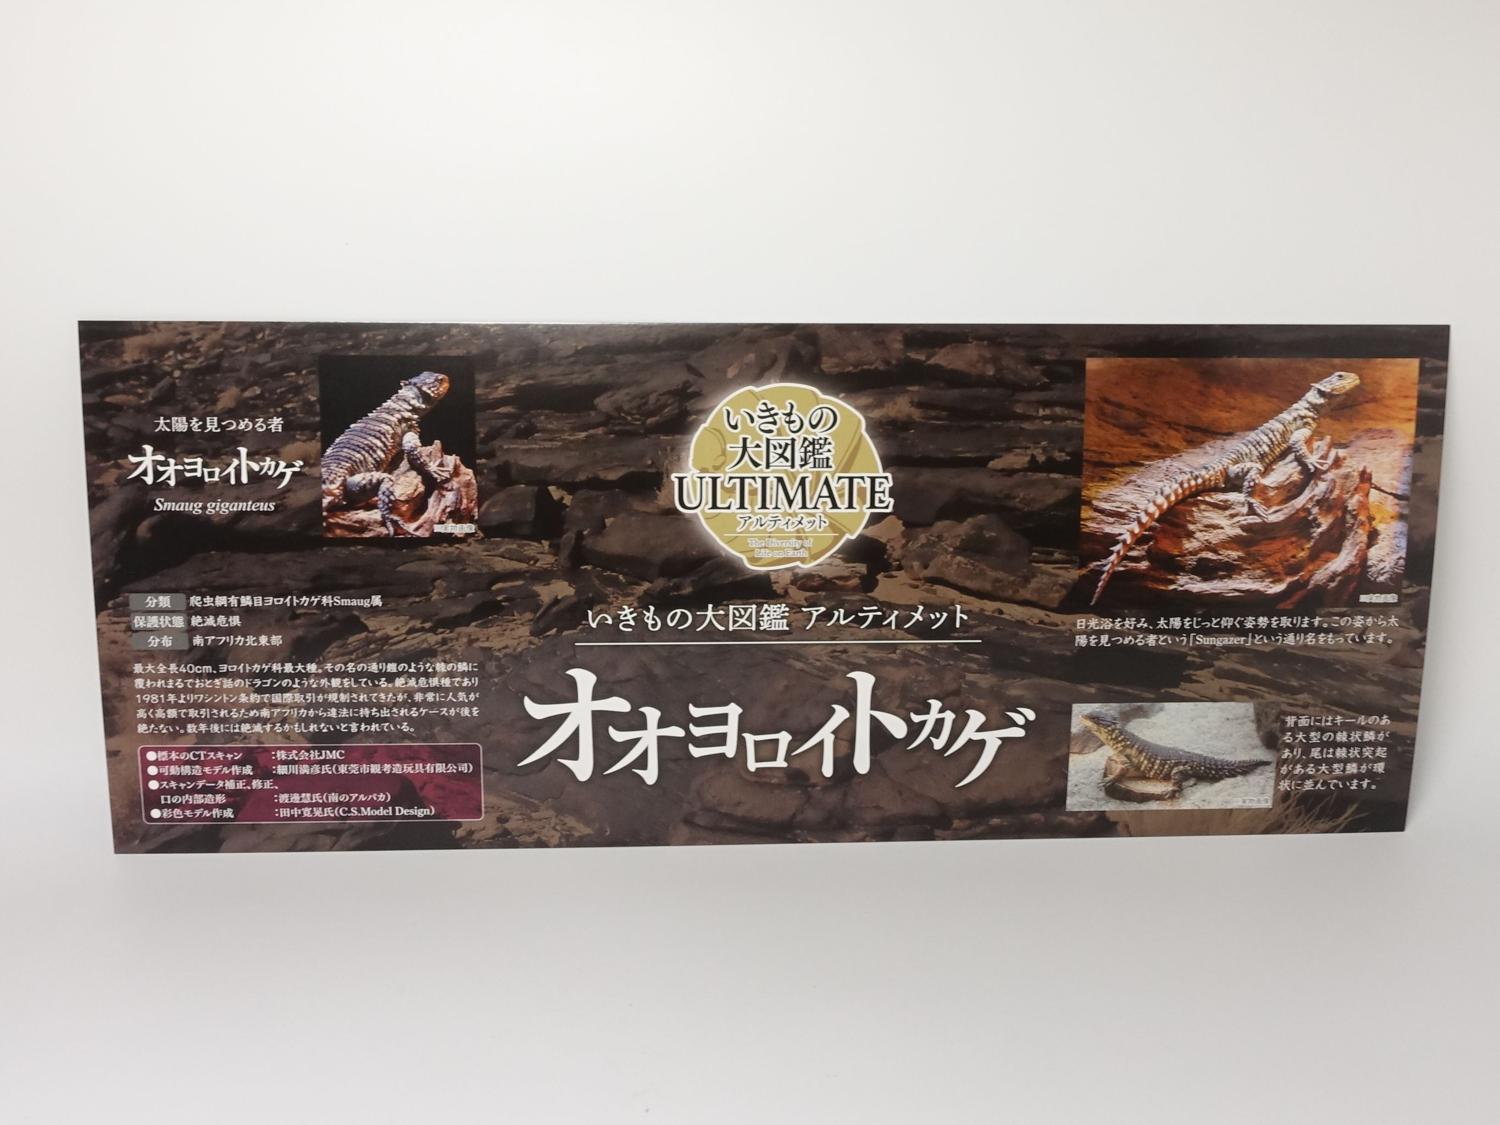 太陽を見つめる者
オオヨロイトカゲ
Smaug giganteus
実物画像
分類 爬虫綱有鱗目ヨロイトカゲ科Smaug属
保護状態 絶滅危惧
分布 南アフリカ北東部
最大全長40cm、ヨロイトカゲ科最大種。その名の通り鎧のような棘の鱗に
覆われまるでおとぎ話のドラゴンのような外観をしている。絶滅危惧種であり
1981年よりワシントン条約で国際取引が規制されてきたが、非常に人気が
高く高額で取引されるため南アフリカから違法に持ち出されるケースが後を
絶たない。数年後には絶滅するかもしれないと言われている。
●標本のCTスキャン :株式会社JMC
●可動構造モデル作成 :細川満彦氏(東莞市観考造玩具有限公司)
●スキャンデータ補正、修正、
口の内部造形 :渡邊慧氏(南のアルパカ)
●彩色モデル作成 :田中寛晃氏(C.S.Model Design)
いきもの
大図鑑
ULTIMATE
アルティメット
The Diversity of
Life on Earth
いきもの大図鑑 アルティメット
オオヨロイトカゲ
実物画像
日光浴を好み、太陽をじっと仰ぐ姿勢を取ります。この姿から太
陽を見つめる者という「Sungazer」という通り名をもっています。
実物画像
背面にはキールのあ
る大型の棘状鱗が
あり、尾は棘状突起
がある大型鱗が環
状に並んでいます。